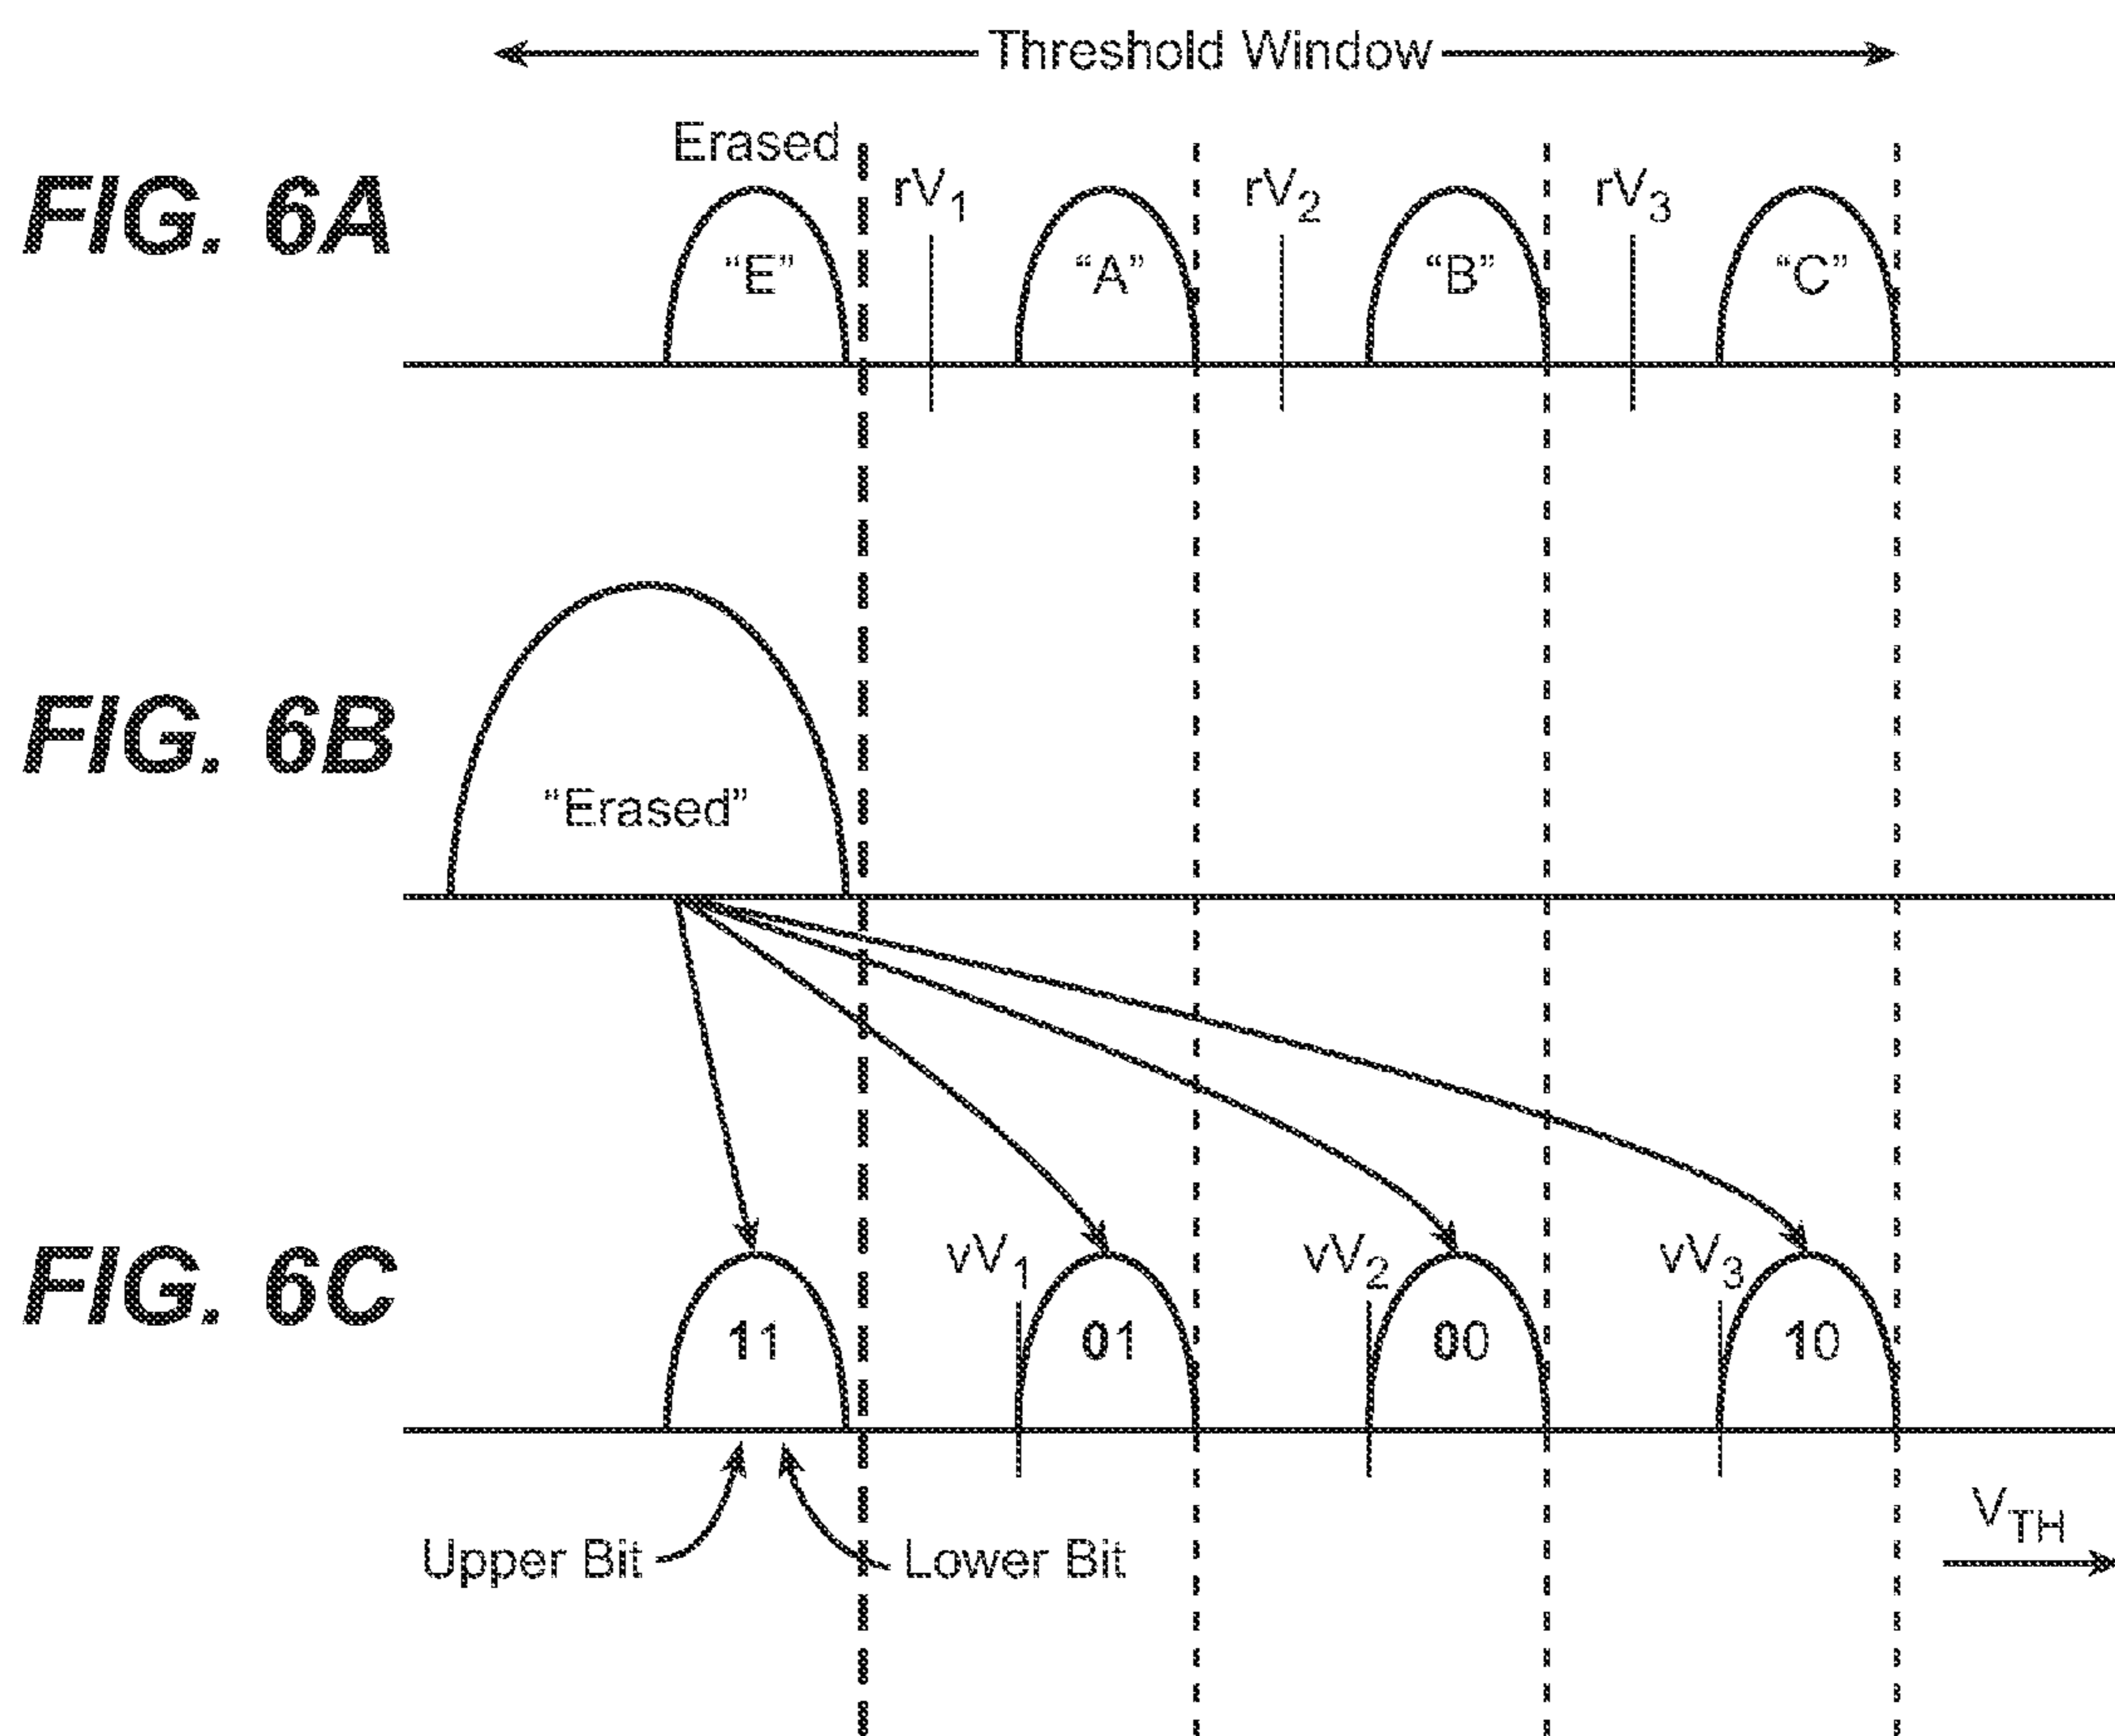 Threshold Window
FIG. 6A
Erased
rV1
rV2
rV3
“E”
“A”
“B”
“C”
FIG. 6B
“Erased”
FIG. 6C
vV1
vV2
vV3
11
01
00
10
Upper Bit
Lower Bit
VTH